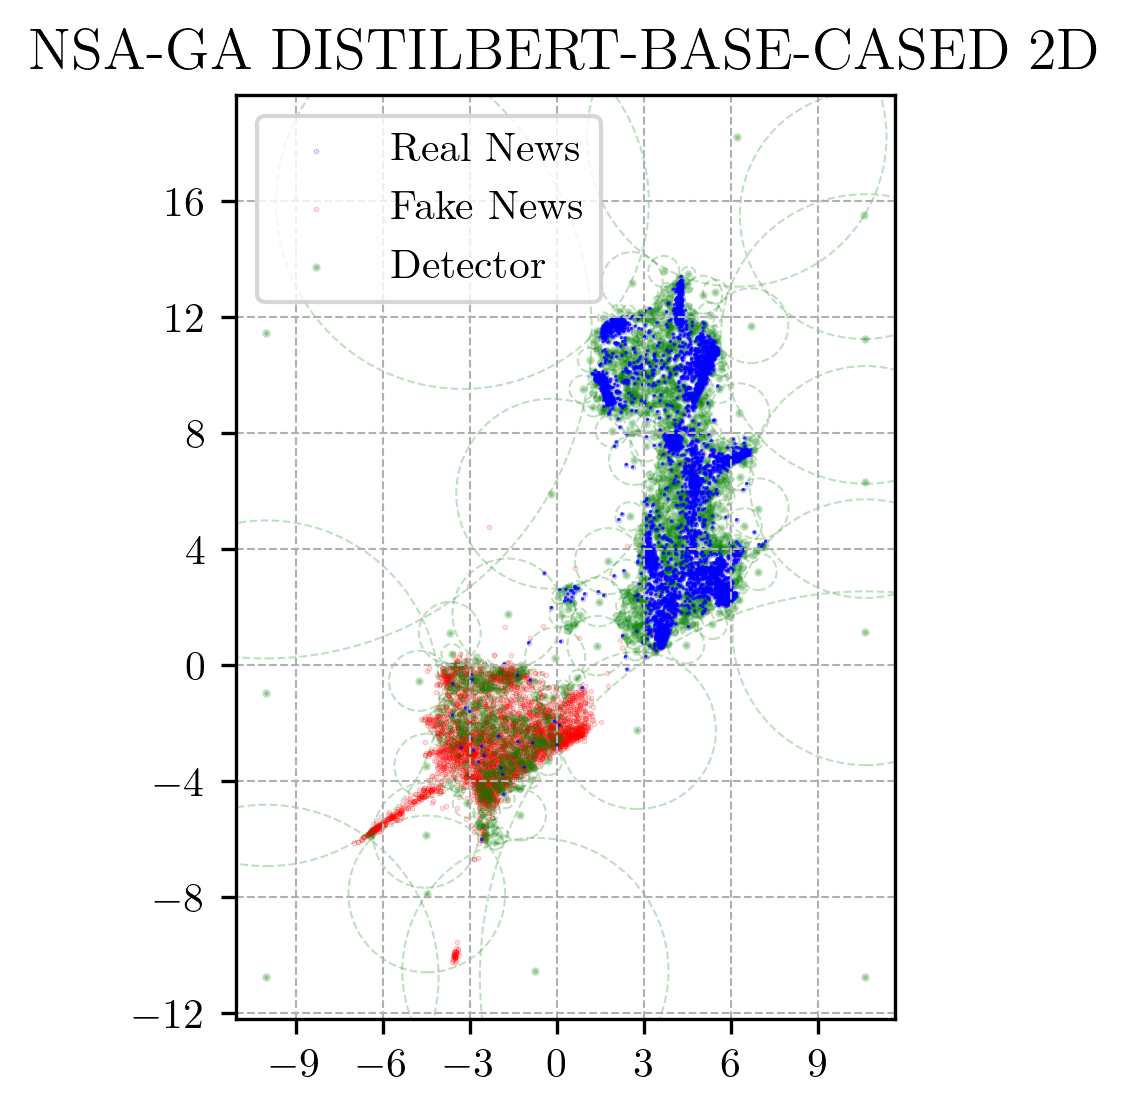 NSA-GA DISTILBERT-BASE-CASED 2D
Real News
Fake News
Detector
16
12
8
4
0
−4
−8
−12
−9 −6 −3 0 3 6 9